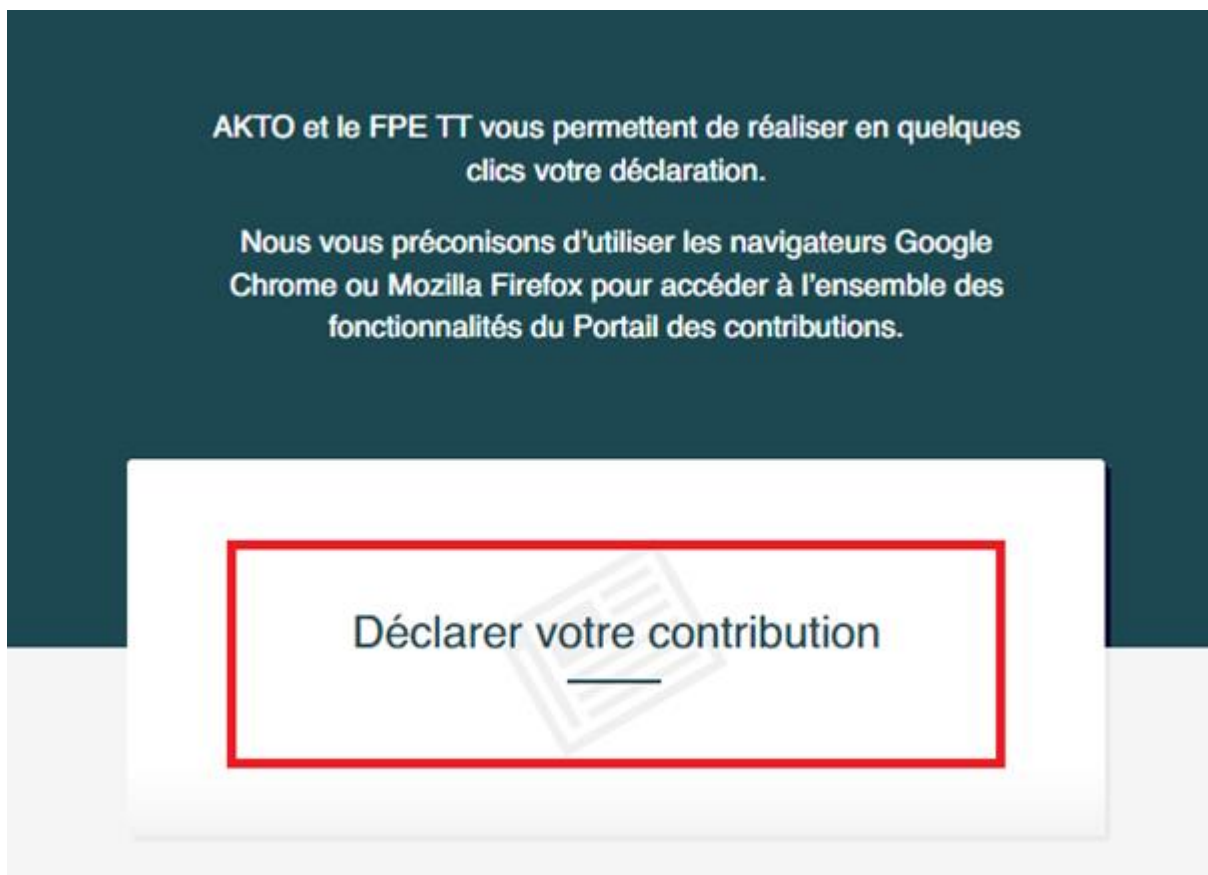 AKTO et le FPE TT vous permettent de réaliser en quelques
clics votre déclaration.
Nous vous préconisons d'utiliser les navigateurs Google
Chrome ou Mozilla Firefox pour accéder à l'ensemble des
fonctionnalités du Portail des contributions.
Déclarer votre contribution